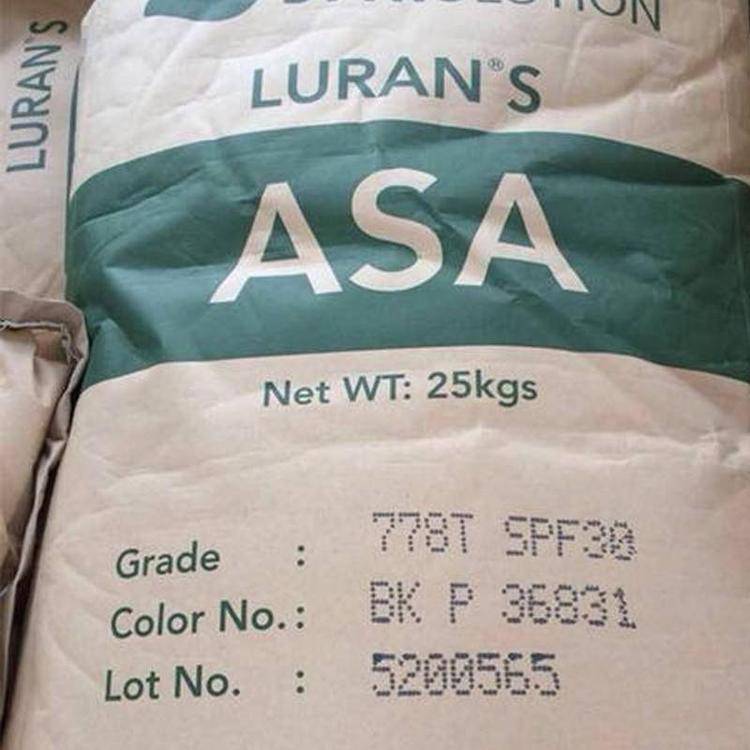 LURAN'S
LURAN®S
ASA
Net WT: 25kgs
Grade : 778T SPF30
Color No.: BK P 36831
Lot No. : 5200565